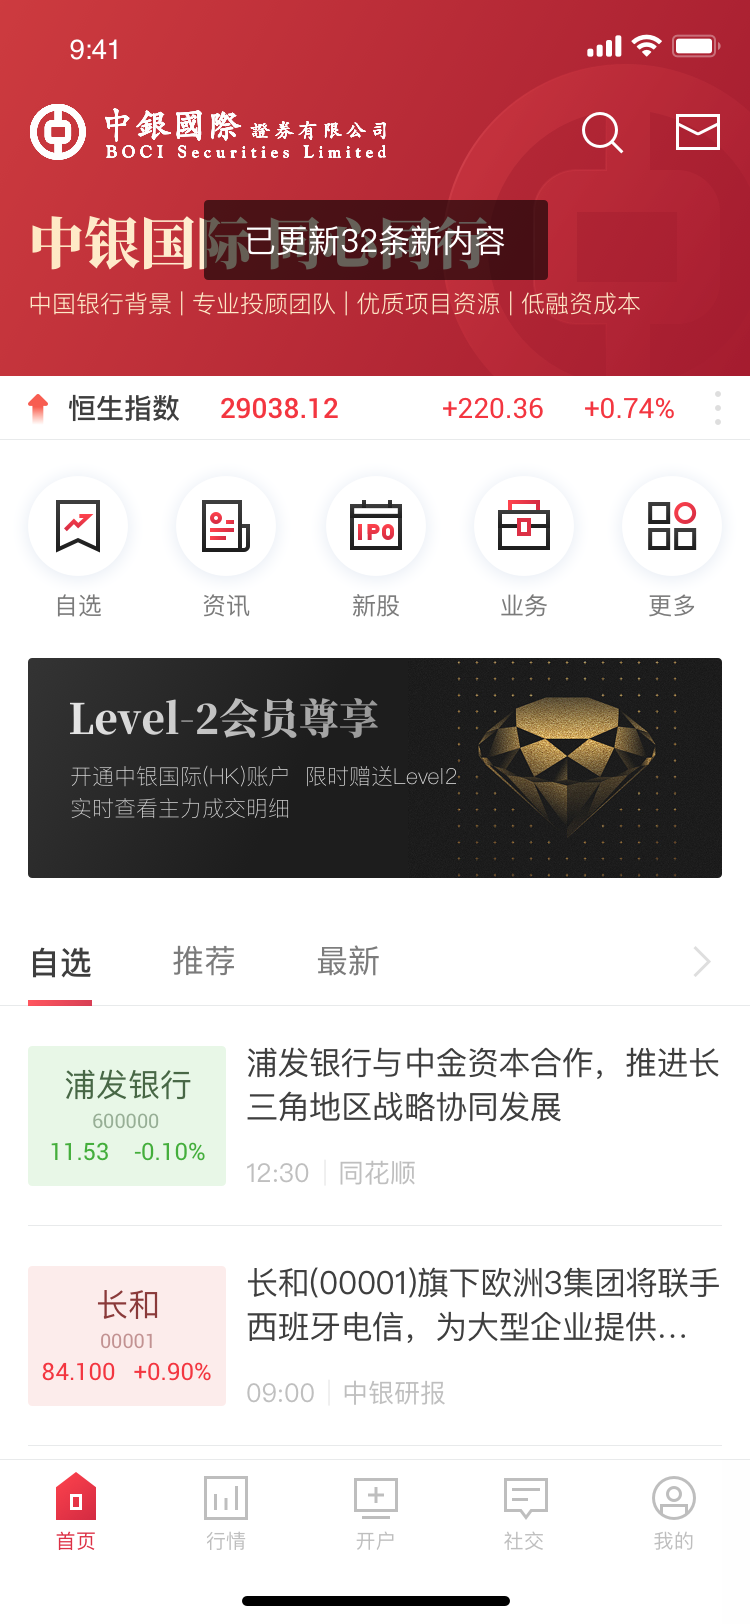 9:41
中銀國際 證券有限公司
BOCI Securities Limited
中银国际 同心同行
已更新32条新内容
中国银行背景 | 专业投顾团队 | 优质项目资源 | 低融资成本
恒生指数 29038.12 +220.36 +0.74%
IPO
自选 资讯 新股 业务 更多
Level-2会员尊享
开通中银国际(HK)账户 限时赠送Level2
实时查看主力成交明细
自选 推荐 最新
浦发银行
600000
11.53 -0.10%
浦发银行与中金资本合作，推进长
三角地区战略协同发展
12:30 | 同花顺
长和
00001
84.100 +0.90%
长和(00001)旗下欧洲3集团将联手
西班牙电信，为大型企业提供...
09:00 | 中银研报
首页 行情 开户 社交 我的